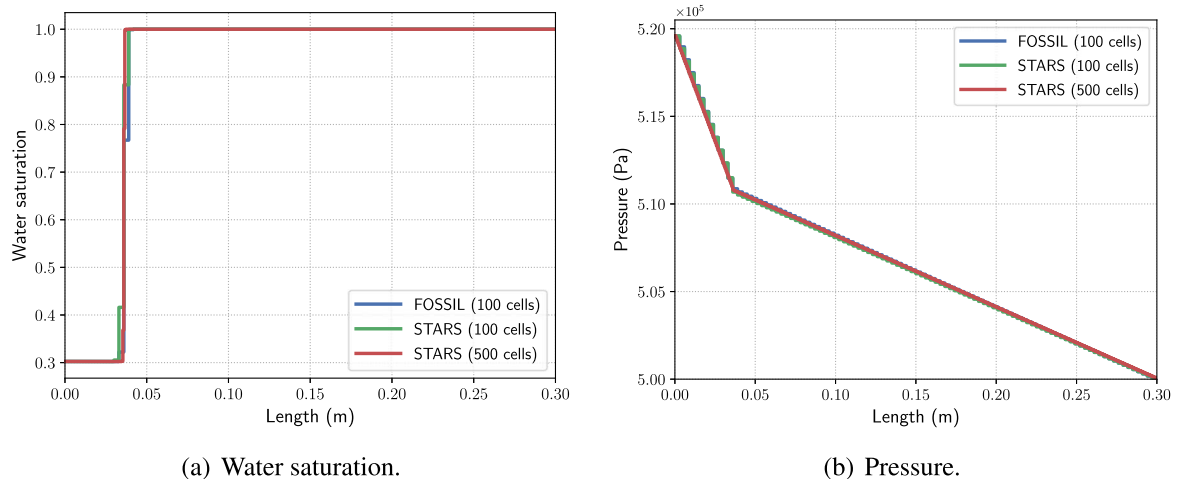 1.0
0.9
0.8
0.7
0.6
0.5
0.4
0.3
Water saturation
0.00 0.05 0.10 0.15 0.20 0.25 0.30
Length (m)
FOSSIL (100 cells)
STARS (100 cells)
STARS (500 cells)
(a) Water saturation.
×10⁵
5.20
5.15
5.10
5.05
5.00
Pressure (Pa)
0.00 0.05 0.10 0.15 0.20 0.25 0.30
Length (m)
FOSSIL (100 cells)
STARS (100 cells)
STARS (500 cells)
(b) Pressure.